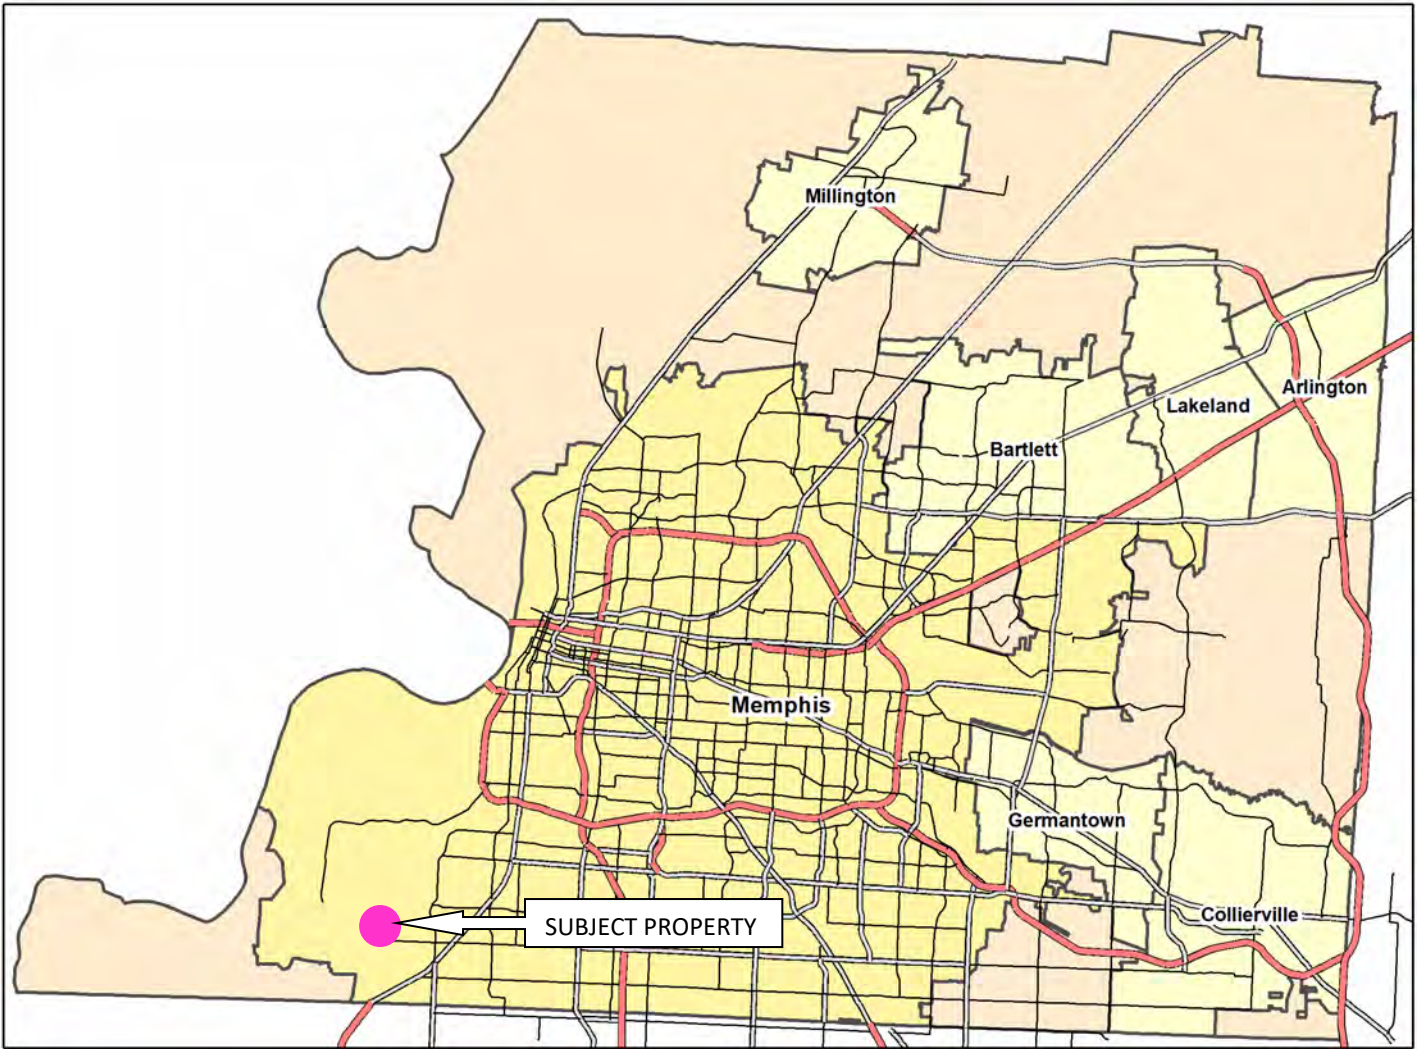 Millington
Arlington
Lakeland
Bartlett
Memphis
Germantown
Collierville
SUBJECT PROPERTY